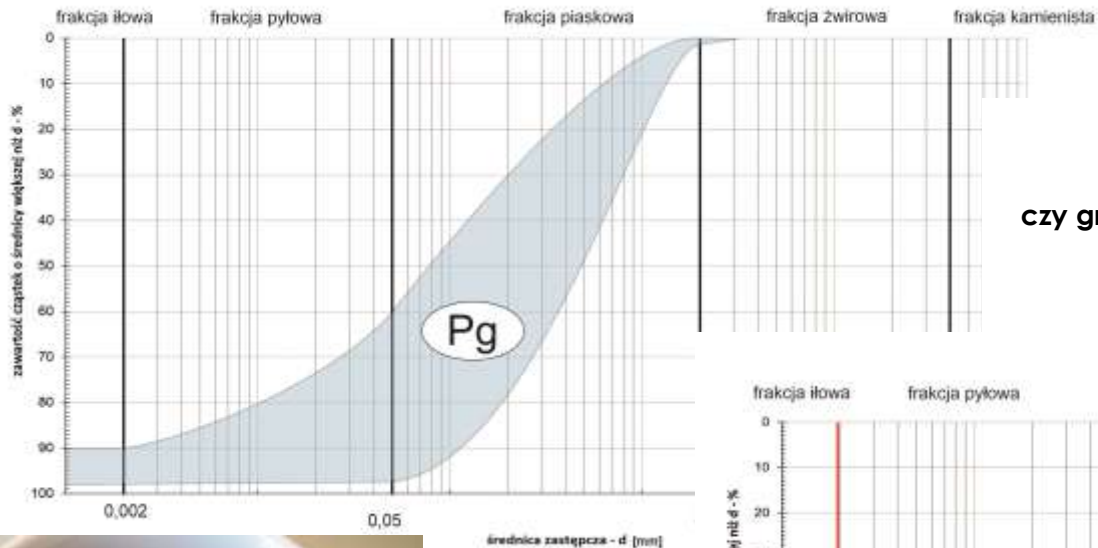 frakcja iłowa frakcja pyłowa frakcja piaskowa frakcja żwirowa frakcja kamienista
zawartość cząstek o średnicy większej niż d - %
0
10
20
30
40
50
60
70
80
90
100
Pg
0,002 0,05
średnica zastępcza - d [mm]
czy gr
frakcja iłowa frakcja pyłowa
0
10
20
ej niż d - %